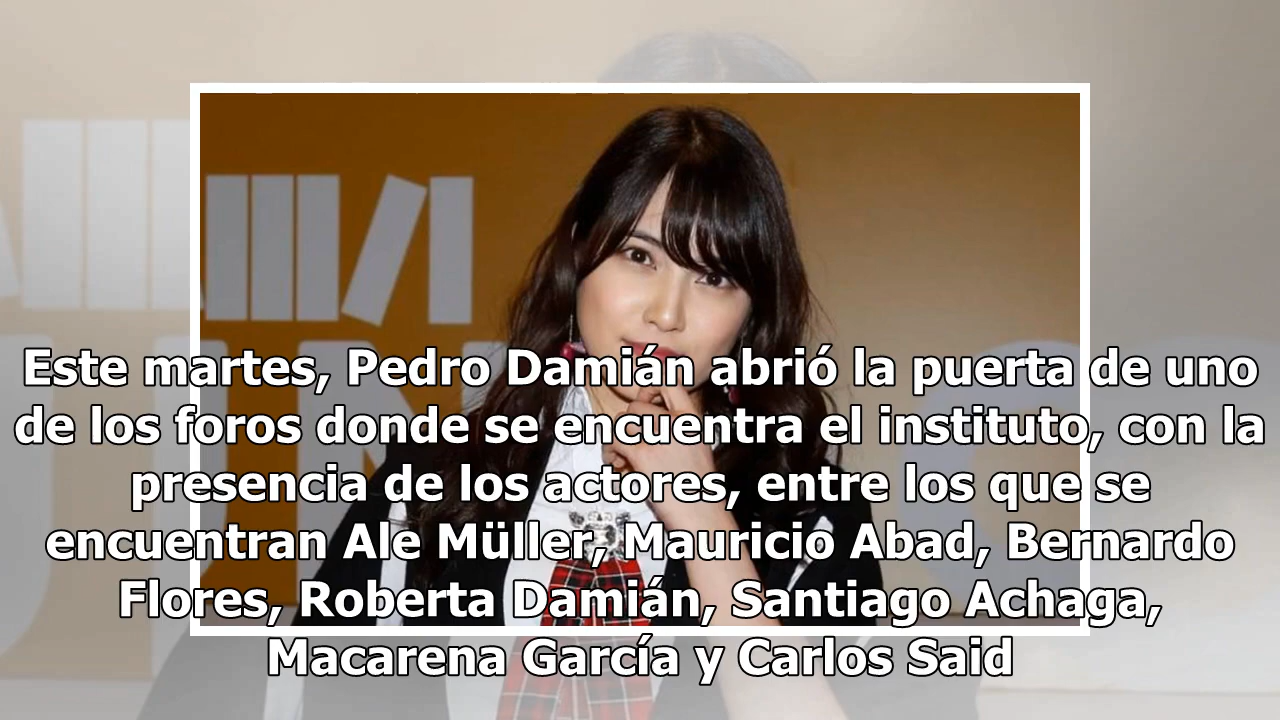 Este martes, Pedro Damián abrió la puerta de uno
de los foros donde se encuentra el instituto, con la
presencia de los actores, entre los que se
encuentran Ale Müller, Mauricio Abad, Bernardo
Flores, Roberta Damián, Santiago Achaga,
Macarena García y Carlos Said